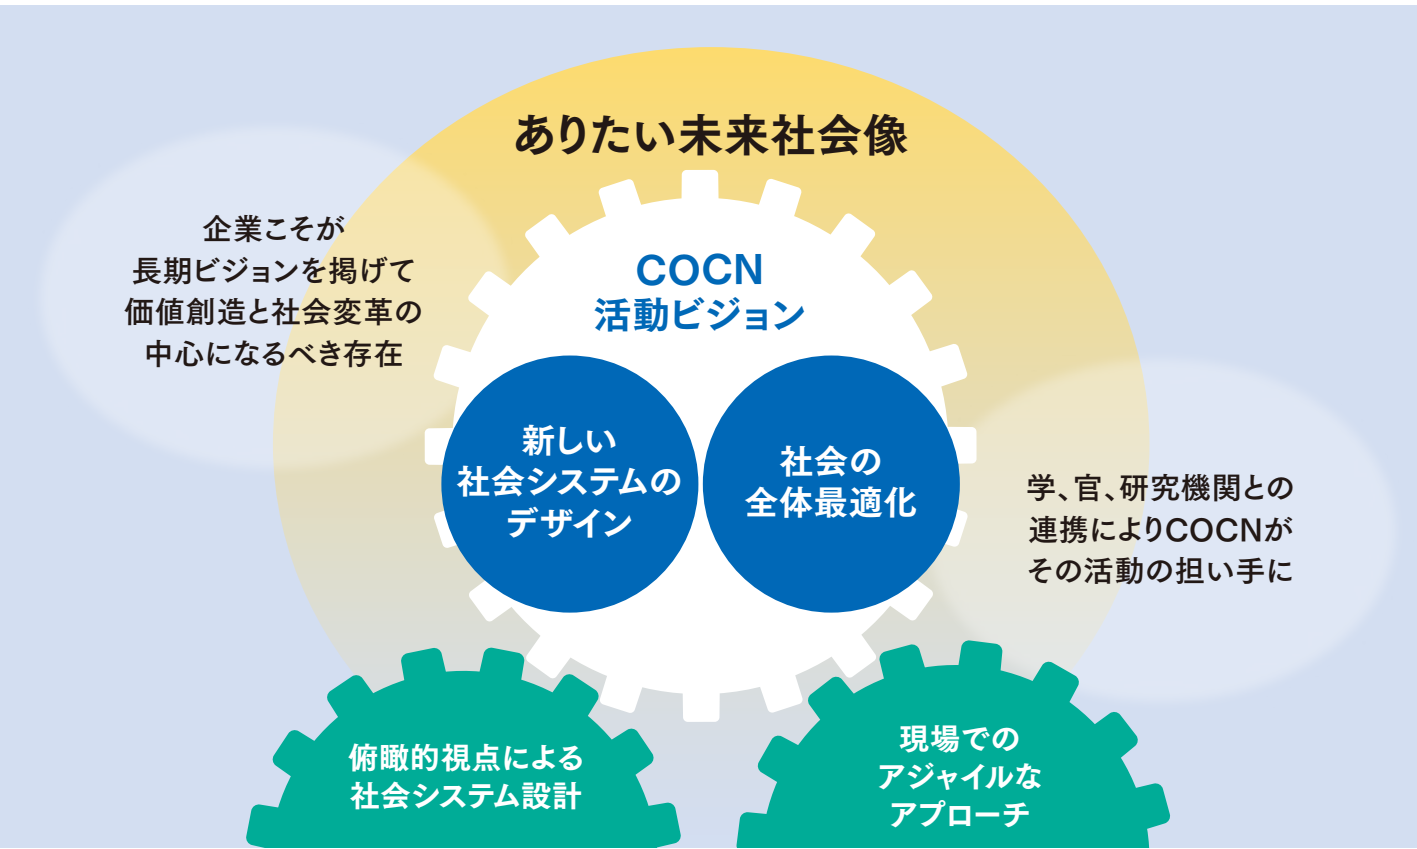 ありたい未来社会像
企業こそが
長期ビジョンを掲げて
価値創造と社会変革の
中心になるべき存在
COCN
活動ビジョン
新しい
社会システムの
デザイン
社会の
全体最適化
学、官、研究機関との
連携によりCOCNが
その活動の担い手に
俯瞰的視点による
社会システム設計
現場での
アジャイルな
アプローチ